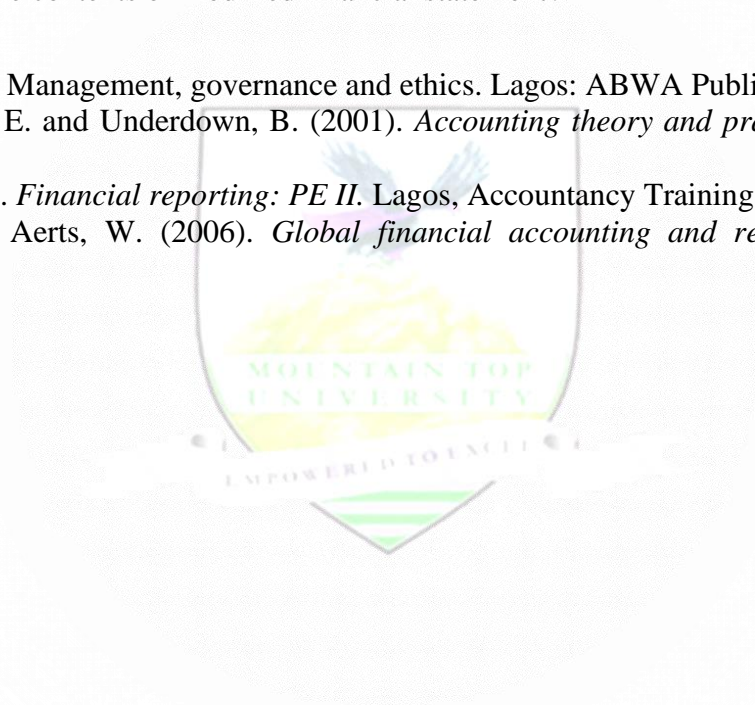 Management, governance and ethics. Lagos: ABWA Publi
E. and Underdown, B. (2001). Accounting theory and pra
. Financial reporting: PE II. Lagos, Accountancy Training
Aerts, W. (2006). Global financial accounting and re
MOUNTAIN TOP
UNIVERSITY
EMPOWERED TO EXCEL